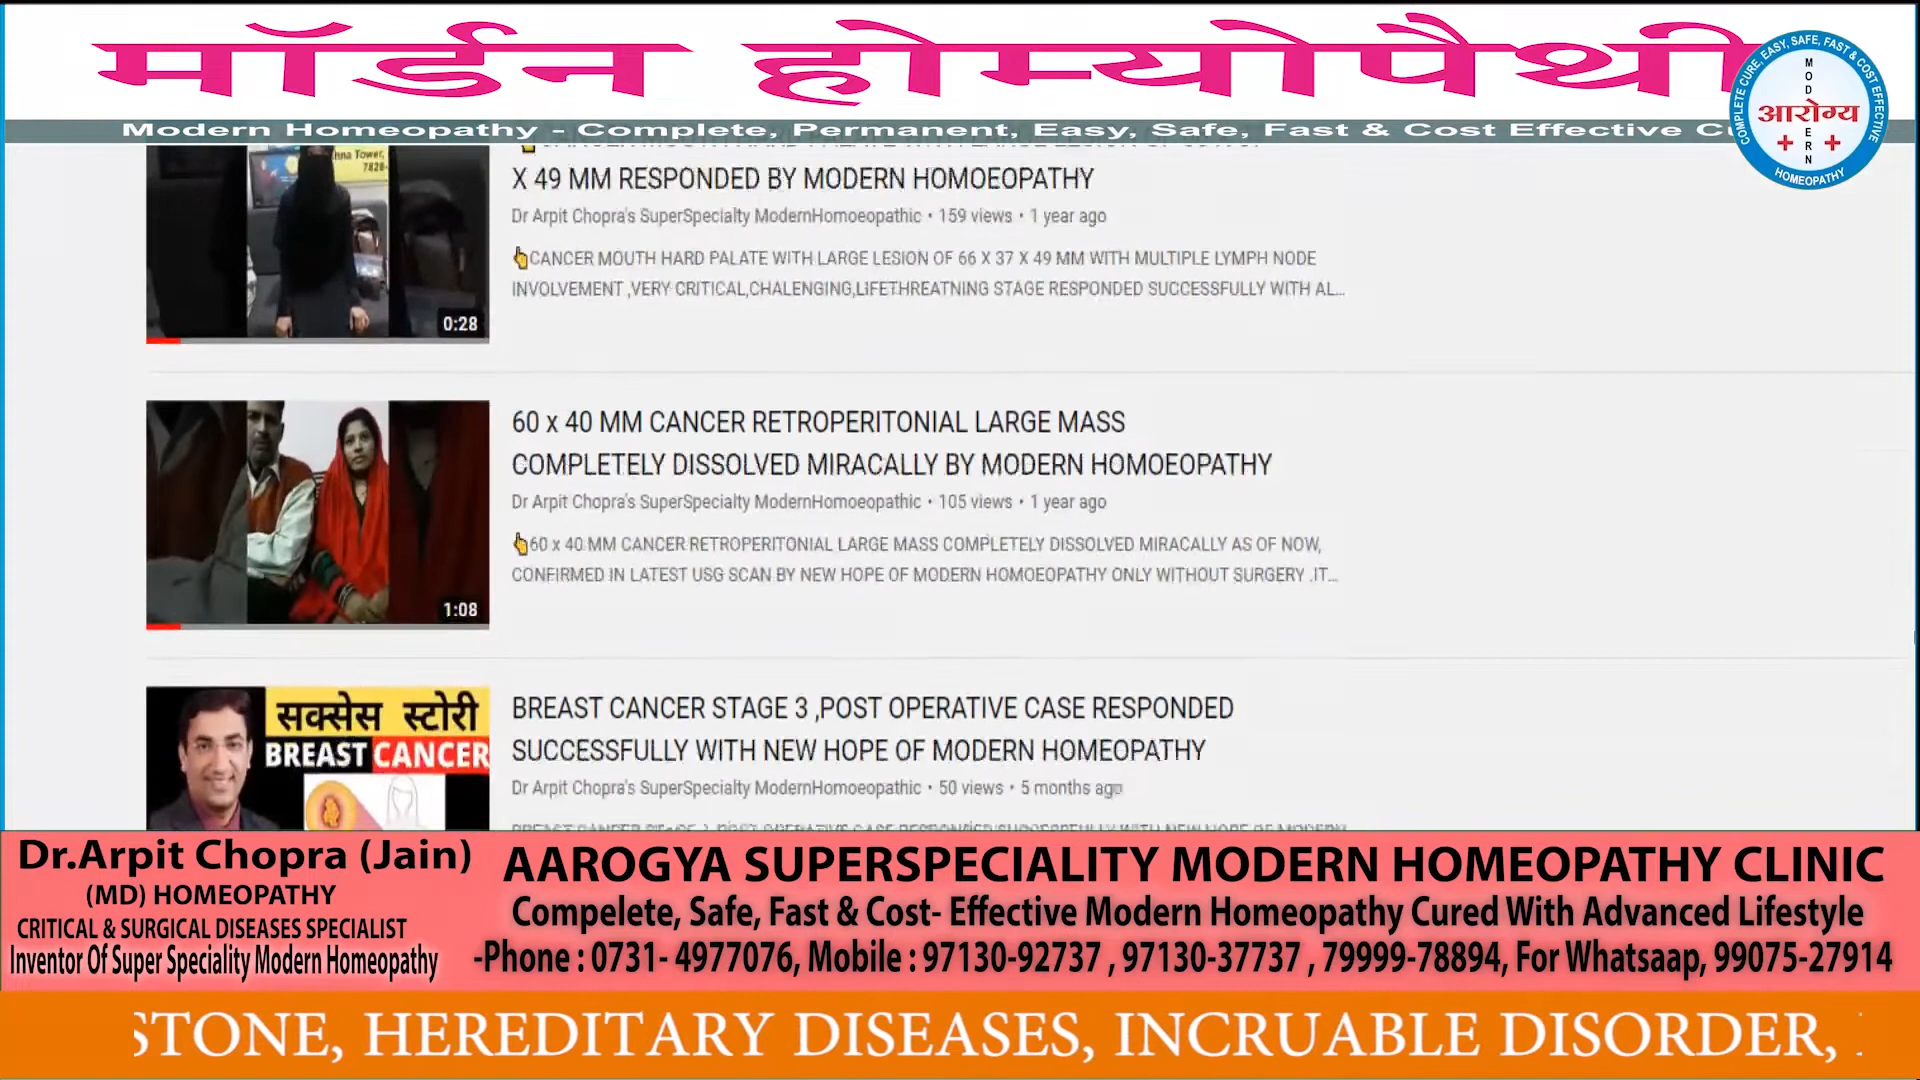 मॉर्डन होम्योपैथी
Modern Homeopathy - Complete, Permanent, Easy, Safe, Fast & Cost Effective
COMPLETE CURE, EASY, SAFE, FAST & COST EFFECTIVE
MODERN
आरोग्य
HOMEOPATHY
hna Tower,
7828-
0:28
X 49 MM RESPONDED BY MODERN HOMOEOPATHY
Dr Arpit Chopra's SuperSpecialty ModernHomoeopathic • 159 views • 1 year ago
👆CANCER MOUTH HARD PALATE WITH LARGE LESION OF 66 X 37 X 49 MM WITH MULTIPLE LYMPH NODE
INVOLVEMENT ,VERY CRITICAL,CHALENGING,LIFETHREATNING STAGE RESPONDED SUCCESSFULLY WITH AL...
1:08
60 x 40 MM CANCER RETROPERITONIAL LARGE MASS
COMPLETELY DISSOLVED MIRACALLY BY MODERN HOMOEOPATHY
Dr Arpit Chopra's SuperSpecialty ModernHomoeopathic • 105 views • 1 year ago
👆60 x 40 MM CANCER RETROPERITONIAL LARGE MASS COMPLETELY DISSOLVED MIRACALLY AS OF NOW,
CONFIRMED IN LATEST USG SCAN BY NEW HOPE OF MODERN HOMOEOPATHY ONLY WITHOUT SURGERY .IT...
सक्सेस स्टोरी
BREAST CANCER
BREAST CANCER STAGE 3 ,POST OPERATIVE CASE RESPONDED
SUCCESSFULLY WITH NEW HOPE OF MODERN HOMEOPATHY
Dr Arpit Chopra's SuperSpecialty ModernHomoeopathic • 50 views • 5 months ago
Dr.Arpit Chopra (Jain)
(MD) HOMEOPATHY
CRITICAL & SURGICAL DISEASES SPECIALIST
Inventor Of Super Speciality Modern Homeopathy
AAROGYA SUPERSPECIALITY MODERN HOMEOPATHY CLINIC
Compelete, Safe, Fast & Cost- Effective Modern Homeopathy Cured With Advanced Lifestyle
-Phone : 0731- 4977076, Mobile : 97130-92737 , 97130-37737 , 79999-78894, For Whatsaap, 99075-27914
STONE, HEREDITARY DISEASES, INCRUABLE DISORDER,